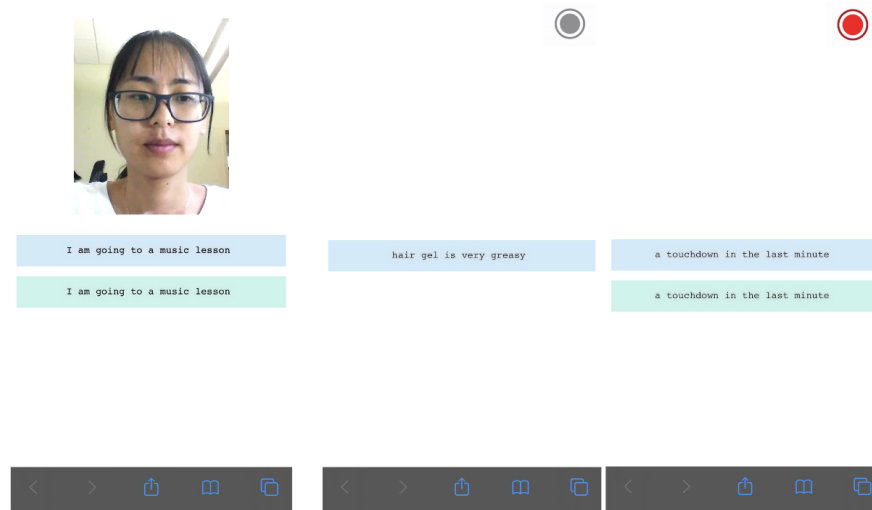 I am going to a music lesson
I am going to a music lesson
hair gel is very greasy
a touchdown in the last minute
a touchdown in the last minute